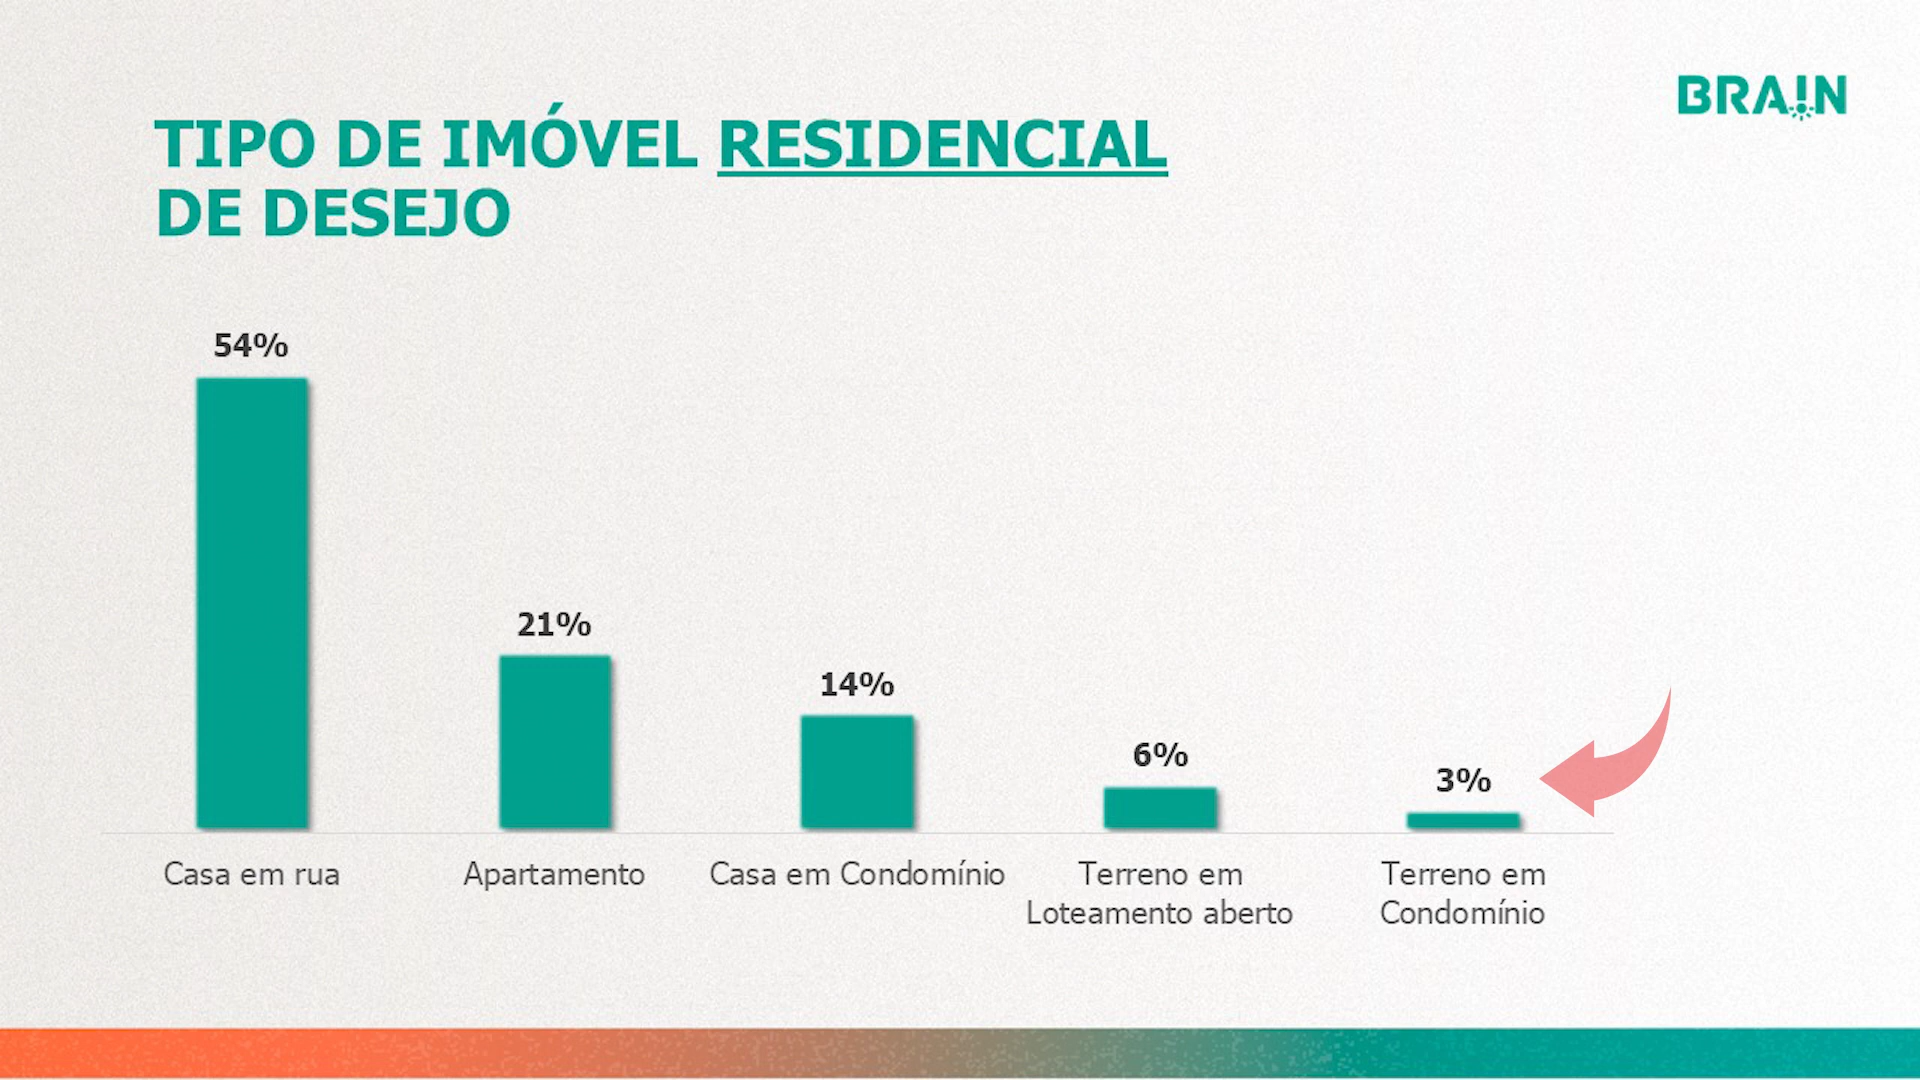 BRAIN
TIPO DE IMÓVEL RESIDENCIAL
DE DESEJO
54%
21%
14%
6%
3%
Casa em rua
Apartamento
Casa em Condomínio
Terreno em
Loteamento aberto
Terreno em
Condomínio